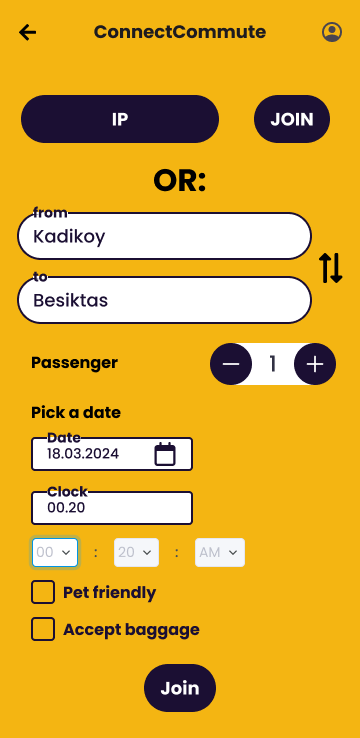 ConnectCommute
IP JOIN
OR:
from
Kadikoy
to
Besiktas
Passenger 1
Pick a date
Date
18.03.2024
Clock
00.20
00 : 20 : AM
Pet friendly
Accept baggage
Join